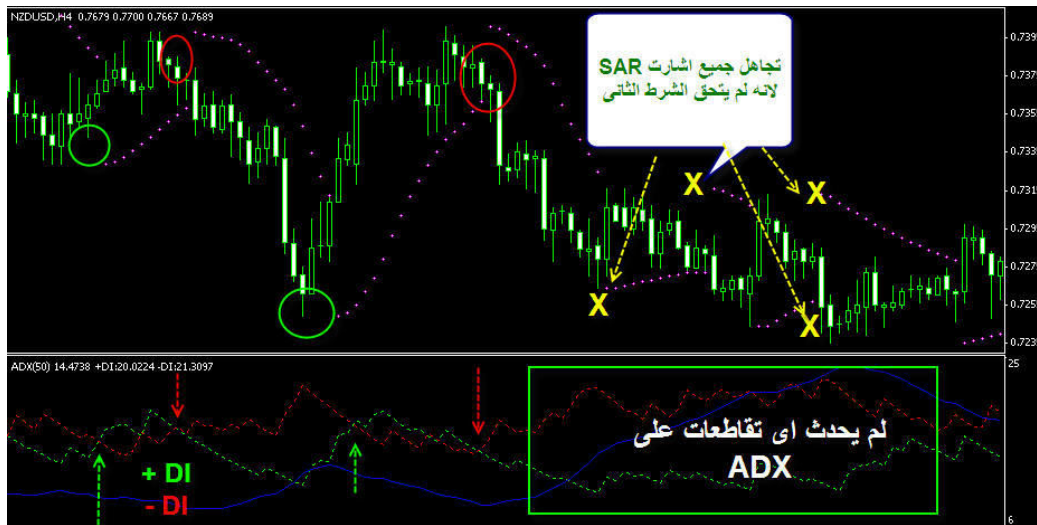 NZDUSD,H4 0.7679 0.7700 0.7667 0.7689
تجاهل جميع اشارت SAR
لانه لم يتحق الشرط الثانى
X
X
X
X
0.7395
0.7375
0.7355
0.7335
0.7315
0.7295
0.7275
0.7255
0.7235
ADX(50) 14.4738 +DI:20.0224 -DI:21.3097
25
لم يحدث اى تقاطعات على
ADX
+ DI
- DI
6